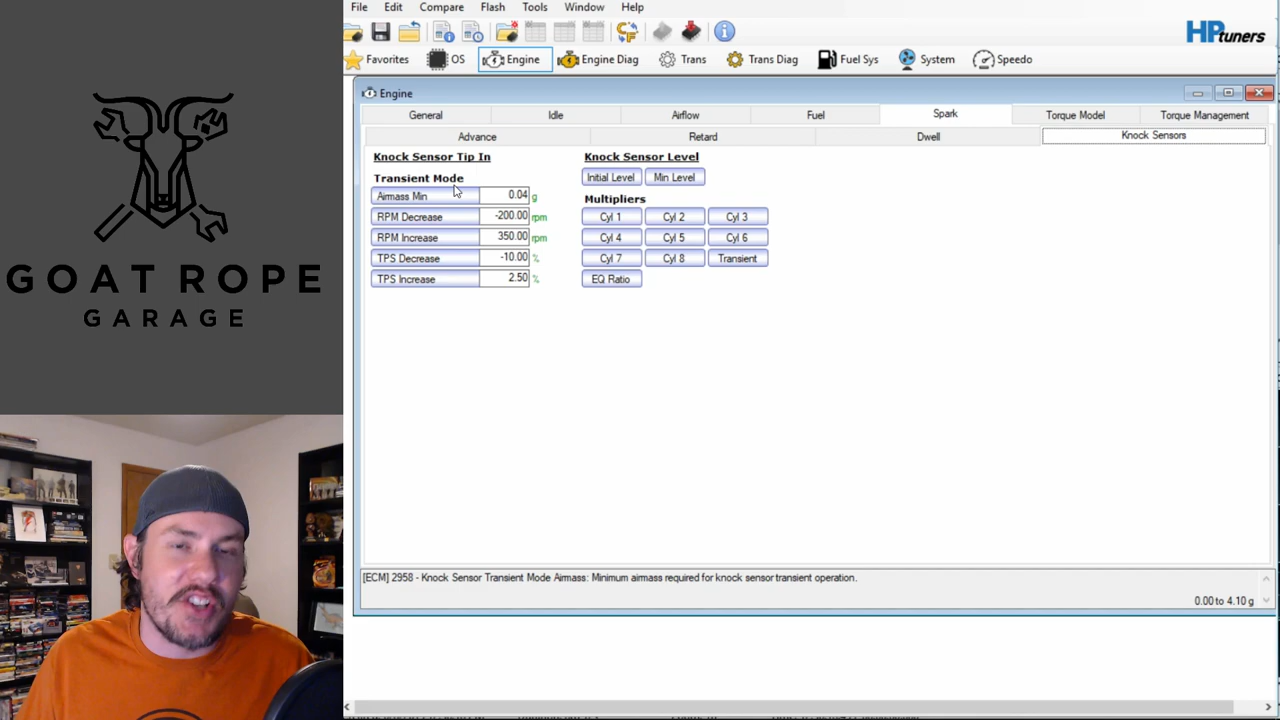 File Edit View Compare Flash Tools Window Help
HPtuners
Favorites OS Engine Engine Diag Trans Trans Diag Fuel Sys System Speedo
Engine
General Idle Airflow Fuel Spark Torque Model Torque Management
Advance Retard Dwell Knock Sensors
Knock Sensor Tip In
Transient Mode
Airmass Min 0.04 g
RPM Decrease -200.00 rpm
RPM Increase 350.00 rpm
TPS Decrease -10.00 %
TPS Increase 2.50 %
Knock Sensor Level
Initial Level Min Level
Multipliers
Cyl 1 Cyl 2 Cyl 3
Cyl 4 Cyl 5 Cyl 6
Cyl 7 Cyl 8 Transient
EQ Ratio
[ECM] 2958 - Knock Sensor Transient Mode Airmass: Minimum airmass required for knock sensor transient operation.
0.00 to 4.10 g
GOAT ROPE
GARAGE